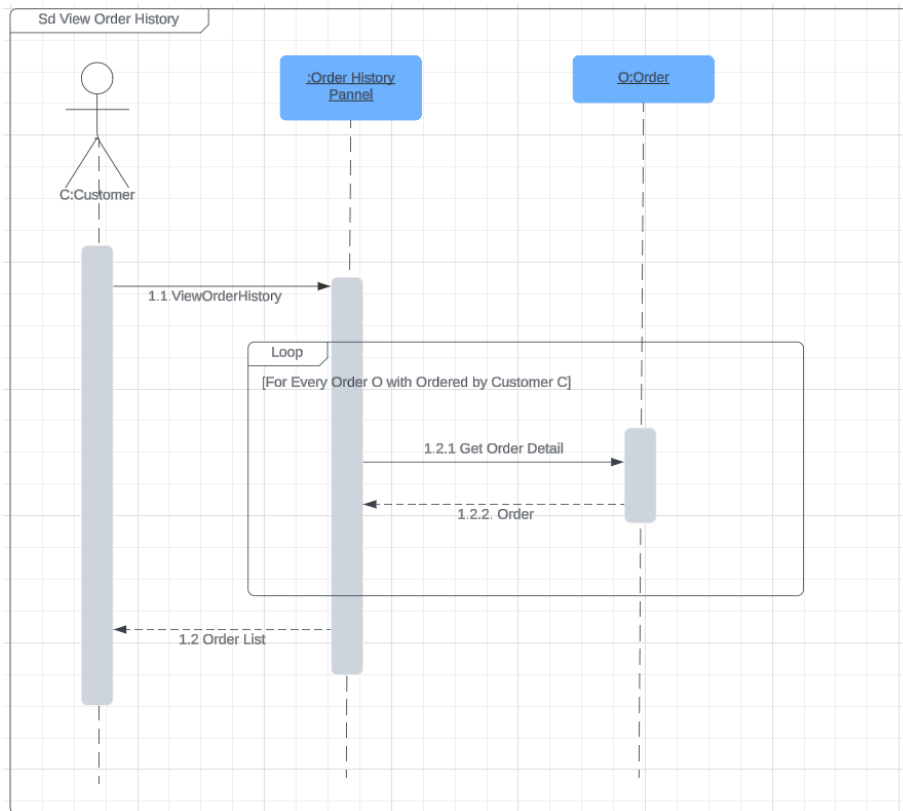 Sd View Order History
:Order History
Pannel
O:Order
C:Customer
1.1.ViewOrderHistory
Loop
[For Every Order O with Ordered by Customer C]
1.2.1 Get Order Detail
1.2.2. Order
1.2 Order List